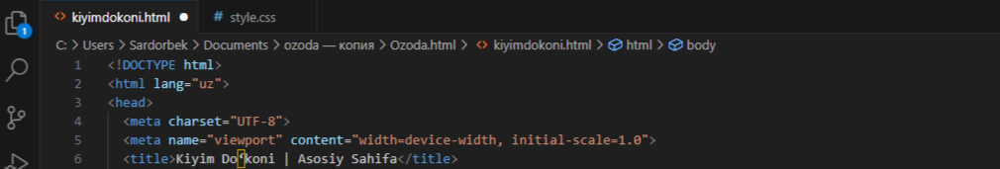 kiyimdokoni.html ● # style.css
1
C: > Users > Sardorbek > Documents > ozoda — копия > Ozoda.html > <> kiyimdokoni.html > html > body
1 <!DOCTYPE html>
2 <html lang="uz">
3 <head>
4 <meta charset="UTF-8">
5 <meta name="viewport" content="width=device-width, initial-scale=1.0">
6 <title>Kiyim Do‘koni | Asosiy Sahifa</title>